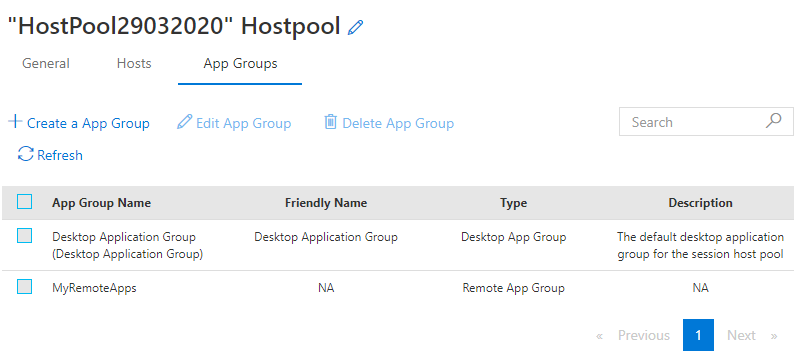 "HostPool29032020" Hostpool
General Hosts App Groups
Create a App Group Edit App Group Delete App Group Search
Refresh
App Group Name Friendly Name Type Description
Desktop Application Group Desktop Application Group Desktop App Group The default desktop application
(Desktop Application Group) group for the session host pool
MyRemoteApps NA Remote App Group NA
« Previous 1 Next »